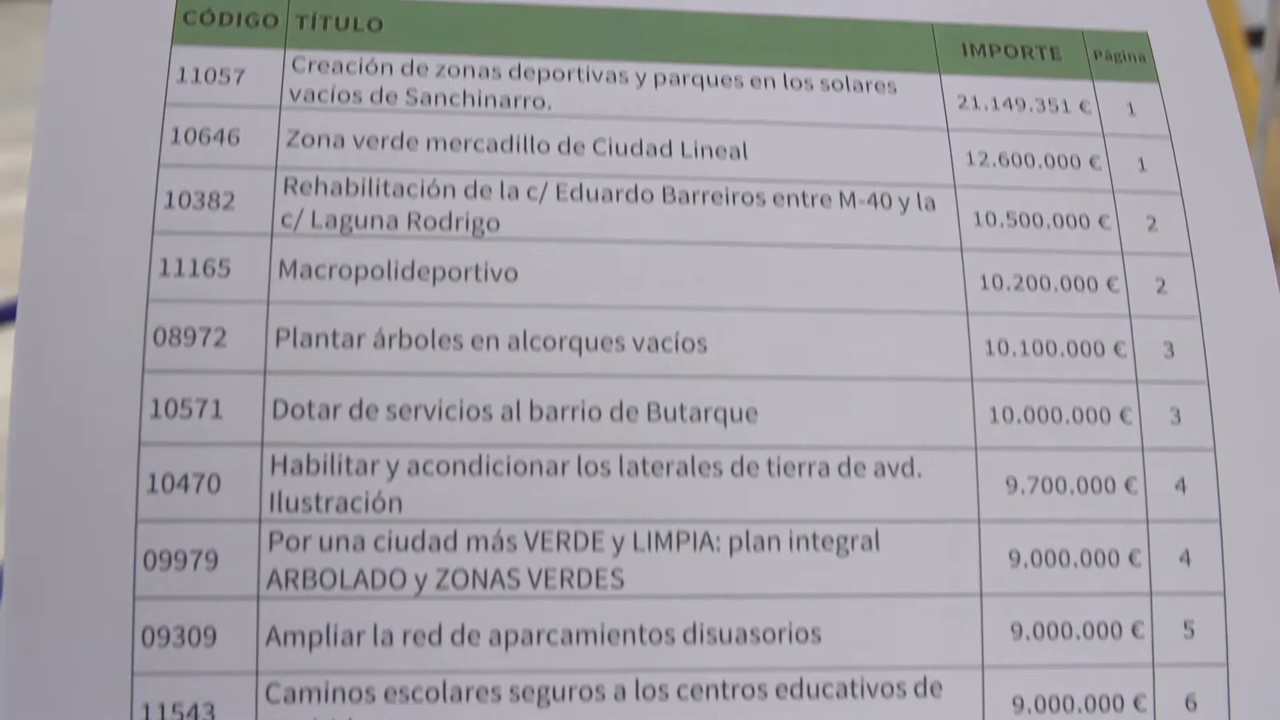 CÓDIGO TÍTULO IMPORTE Página
11057 Creación de zonas deportivas y parques en los solares
vacíos de Sanchinarro. 21.149.351 € 1
10646 Zona verde mercadillo de Ciudad Lineal 12.600.000 € 1
10382 Rehabilitación de la c/ Eduardo Barreiros entre M-40 y la
c/ Laguna Rodrigo 10.500.000 € 2
11165 Macropolideportivo 10.200.000 € 2
08972 Plantar árboles en alcorques vacíos 10.100.000 € 3
10571 Dotar de servicios al barrio de Butarque 10.000.000 € 3
10470 Habilitar y acondicionar los laterales de tierra de avd.
Ilustración 9.700.000 € 4
09979 Por una ciudad más VERDE y LIMPIA: plan integral
ARBOLADO y ZONAS VERDES 9.000.000 € 4
09309 Ampliar la red de aparcamientos disuasorios 9.000.000 € 5
11543 Caminos escolares seguros a los centros educativos de 9.000.000 € 6